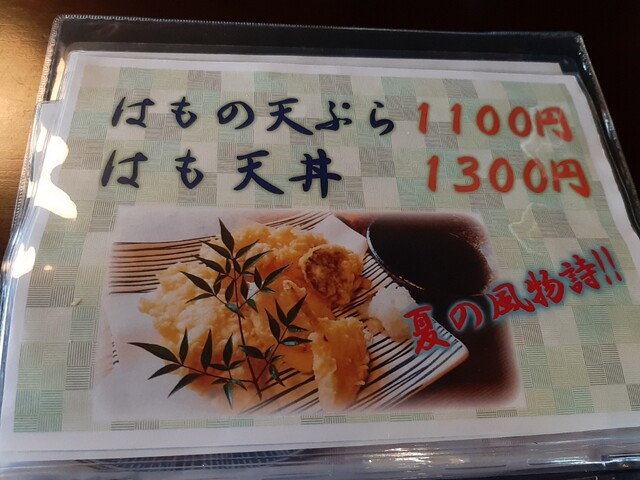 はもの天ぷら 1100円
はも天丼 1300円
夏の風物詩!!